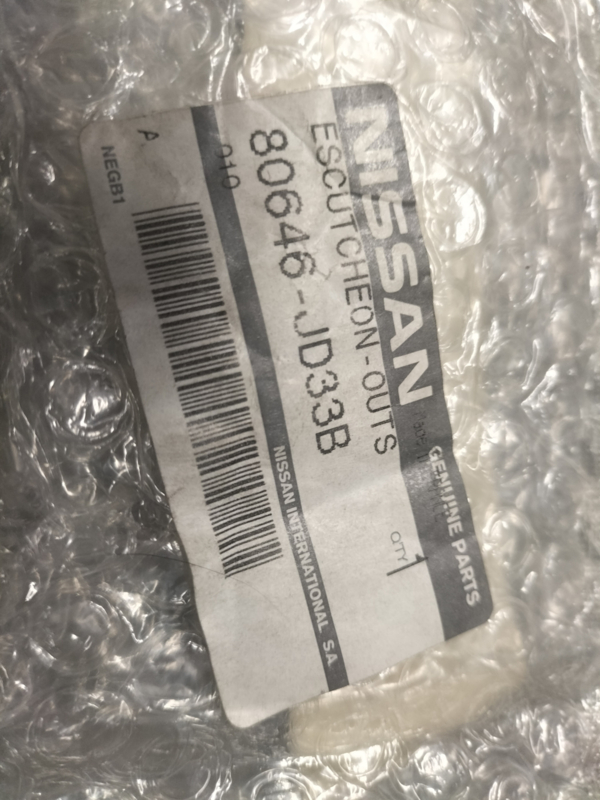 NISSAN GENUINE PARTS
ESCUTCHEON-OUTS
QTY 1
80646-JD33B
010
NISSAN INTERNATIONAL SA
A
NEGB1